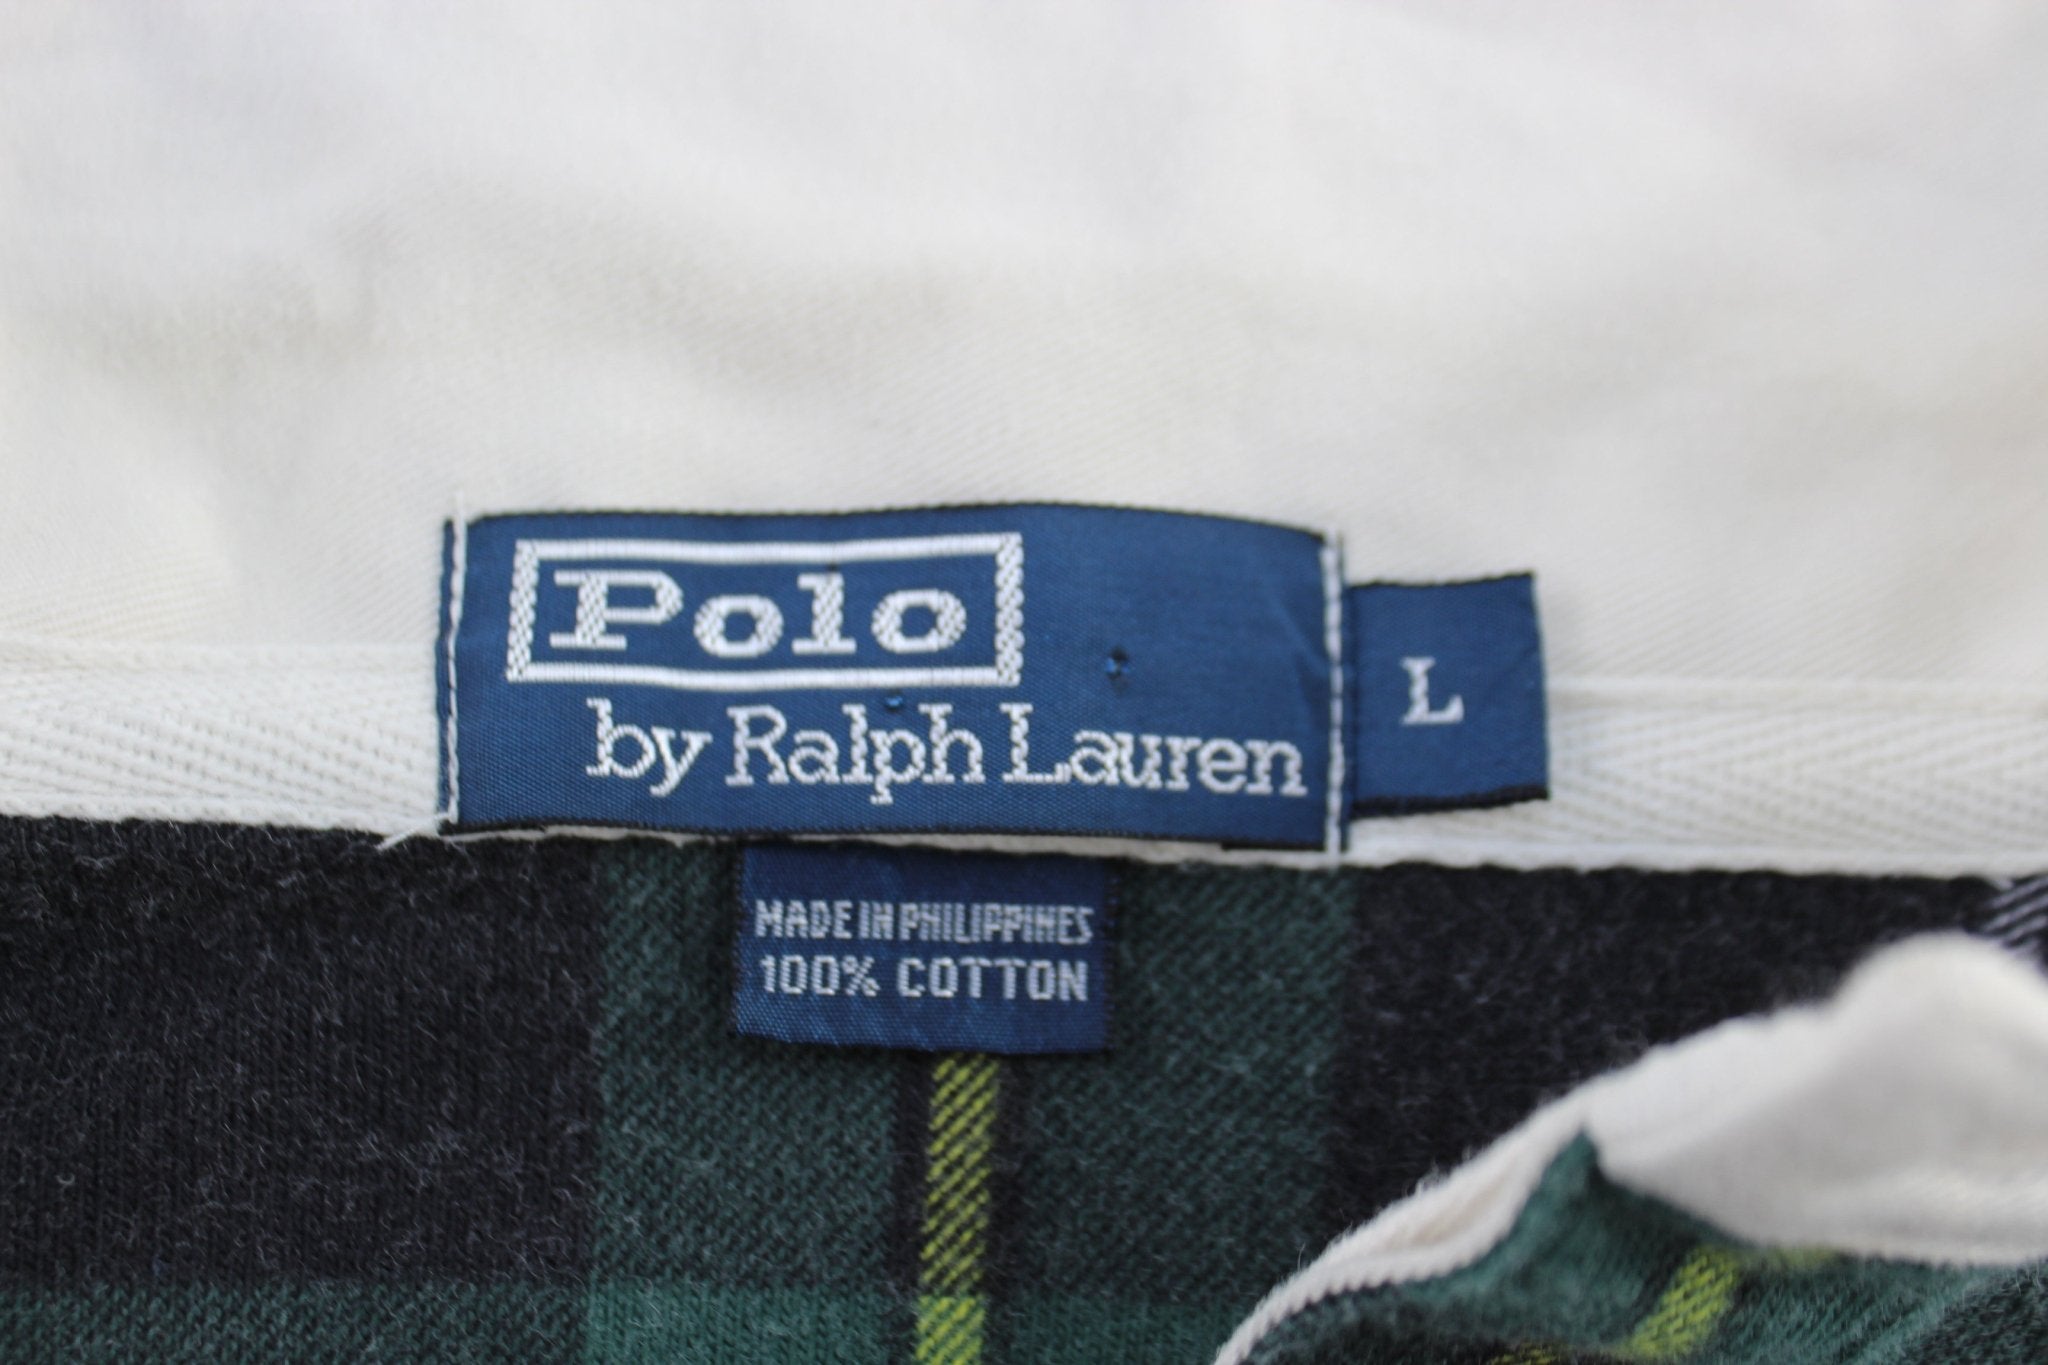 Polo
by Ralph Lauren
L
MADE IN PHILIPPINES
100% COTTON